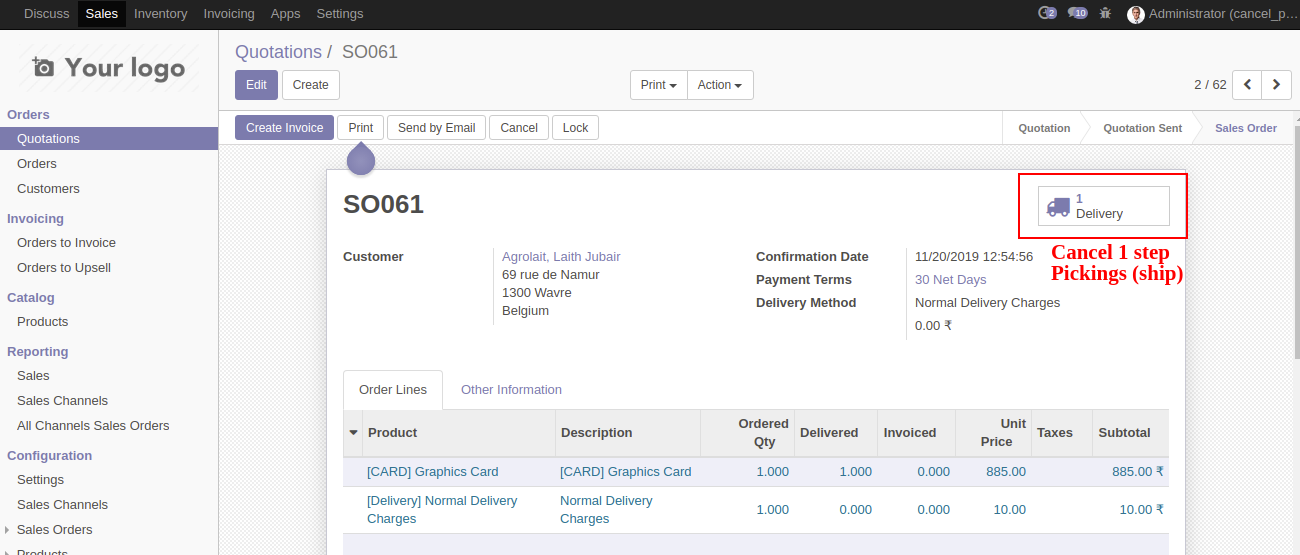 Discuss Sales Inventory Invoicing Apps Settings 2 10 Administrator (cancel_p…
Your logo
Quotations / SO061
Edit Create Print Action 2 / 62
Orders
Quotations
Orders
Customers
Invoicing
Orders to Invoice
Orders to Upsell
Catalog
Products
Reporting
Sales
Sales Channels
All Channels Sales Orders
Configuration
Settings
Sales Channels
Sales Orders
Products
Create Invoice Print Send by Email Cancel Lock Quotation Quotation Sent Sales Order
SO061
1
Delivery
Cancel 1 step
Pickings (ship)
Customer Agrolait, Laith Jubair
69 rue de Namur
1300 Wavre
Belgium
Confirmation Date 11/20/2019 12:54:56
Payment Terms 30 Net Days
Delivery Method Normal Delivery Charges
0.00 ₹
Order Lines Other Information
Product Description Ordered Qty Delivered Invoiced Unit Price Taxes Subtotal
[CARD] Graphics Card [CARD] Graphics Card 1.000 1.000 0.000 885.00 885.00 ₹
[Delivery] Normal Delivery Charges Normal Delivery Charges 1.000 0.000 0.000 10.00 10.00 ₹